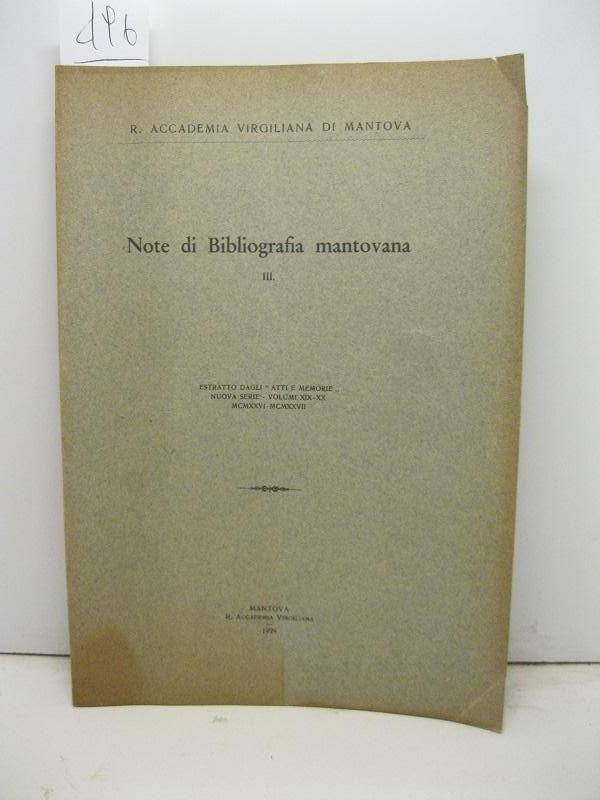 R. ACCADEMIA VIRGILIANA DI MANTOVA
Note di Bibliografia mantovana
III.
ESTRATTO DAGLI " ATTI E MEMORIE „
NUOVA SERIE - VOLUMI XIX-XX
MCMXXVI-MCMXXVII
MANTOVA
R. ACCADEMIA VIRGILIANA